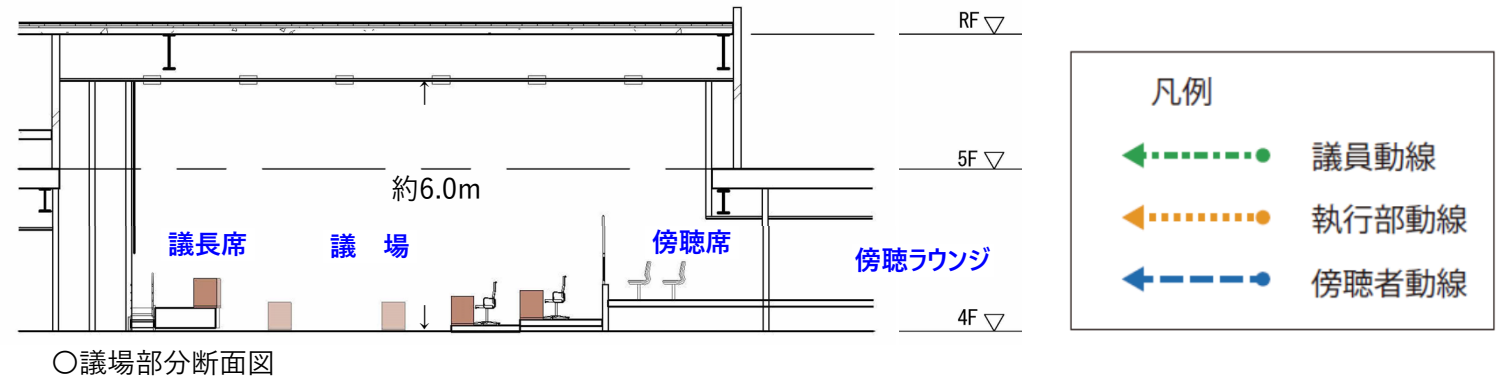 RF
5F
約6.0m
議長席
議 場
傍聴席
傍聴ラウンジ
4F
○議場部分断面図
凡例
議員動線
執行部動線
傍聴者動線